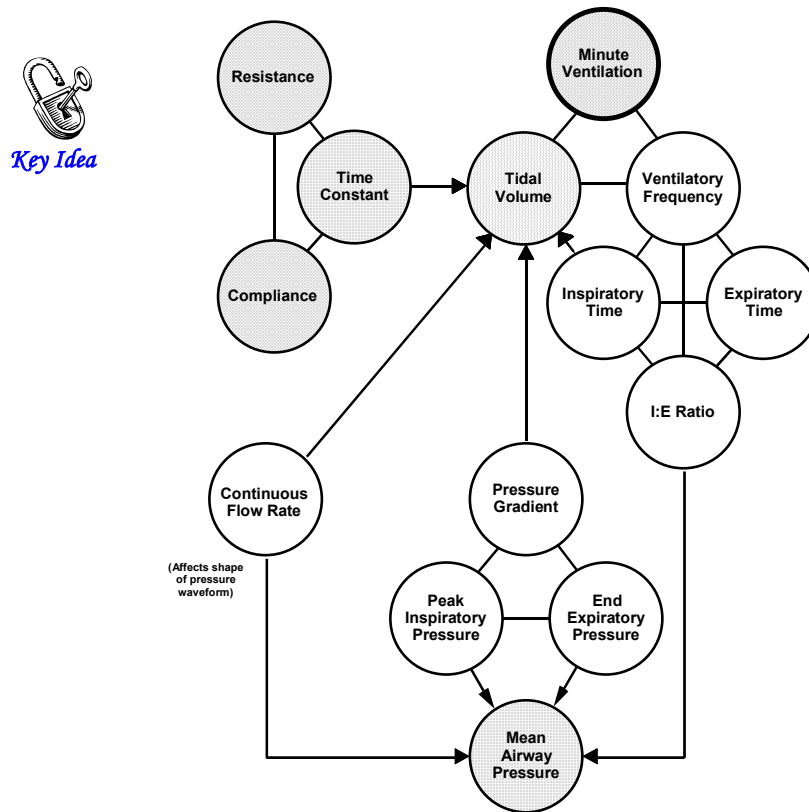 Key Idea
Resistance
Minute
Ventilation
Time
Constant
Tidal
Volume
Ventilatory
Frequency
Compliance
Inspiratory
Time
Expiratory
Time
I:E Ratio
Continuous
Flow Rate
(Affects shape
of pressure
waveform)
Pressure
Gradient
Peak
Inspiratory
Pressure
End
Expiratory
Pressure
Mean
Airway
Pressure